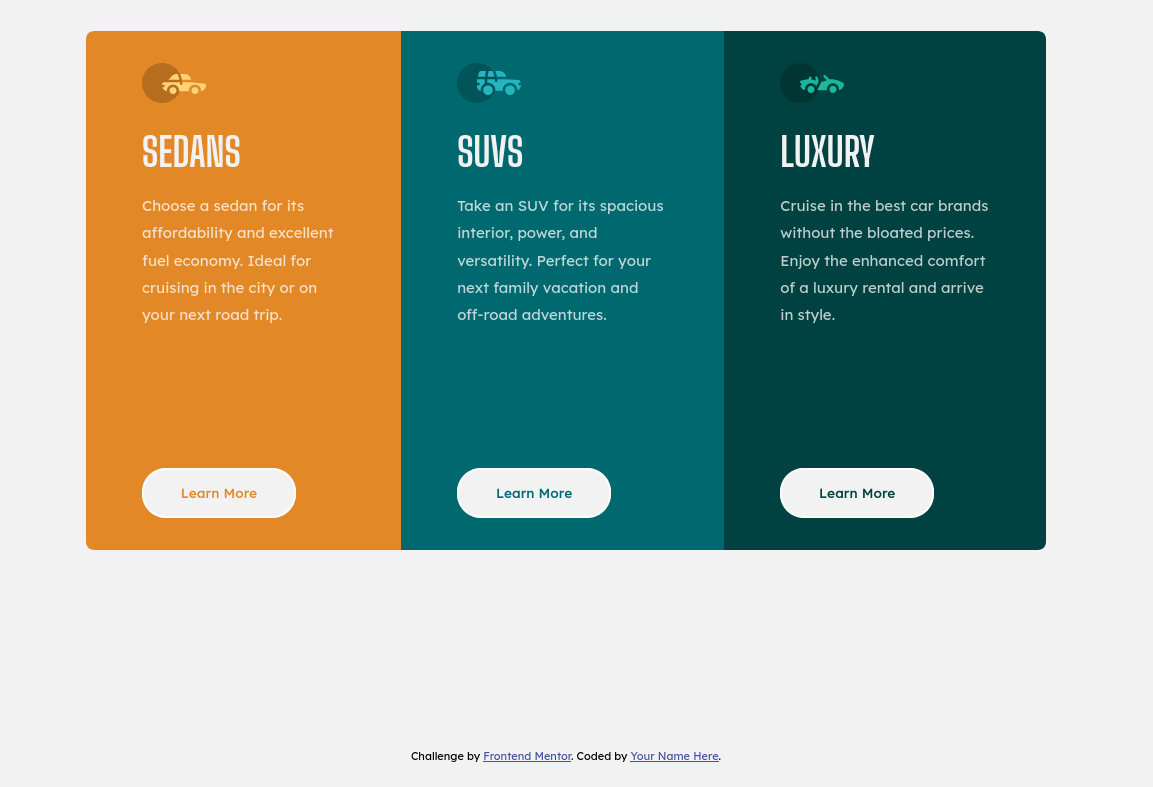 SEDANS
Choose a sedan for its
affordability and excellent
fuel economy. Ideal for
cruising in the city or on
your next road trip.
Learn More
SUVS
Take an SUV for its spacious
interior, power, and
versatility. Perfect for your
next family vacation and
off-road adventures.
Learn More
LUXURY
Cruise in the best car brands
without the bloated prices.
Enjoy the enhanced comfort
of a luxury rental and arrive
in style.
Learn More
Challenge by Frontend Mentor. Coded by Your Name Here.